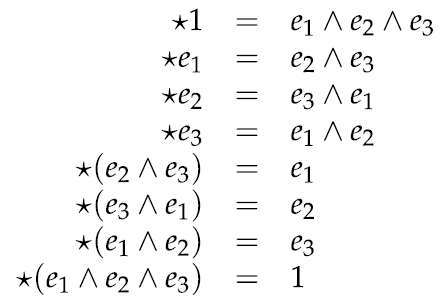 ⋆1 = e₁ ∧ e₂ ∧ e₃
⋆e₁ = e₂ ∧ e₃
⋆e₂ = e₃ ∧ e₁
⋆e₃ = e₁ ∧ e₂
⋆(e₂ ∧ e₃) = e₁
⋆(e₃ ∧ e₁) = e₂
⋆(e₁ ∧ e₂) = e₃
⋆(e₁ ∧ e₂ ∧ e₃) = 1